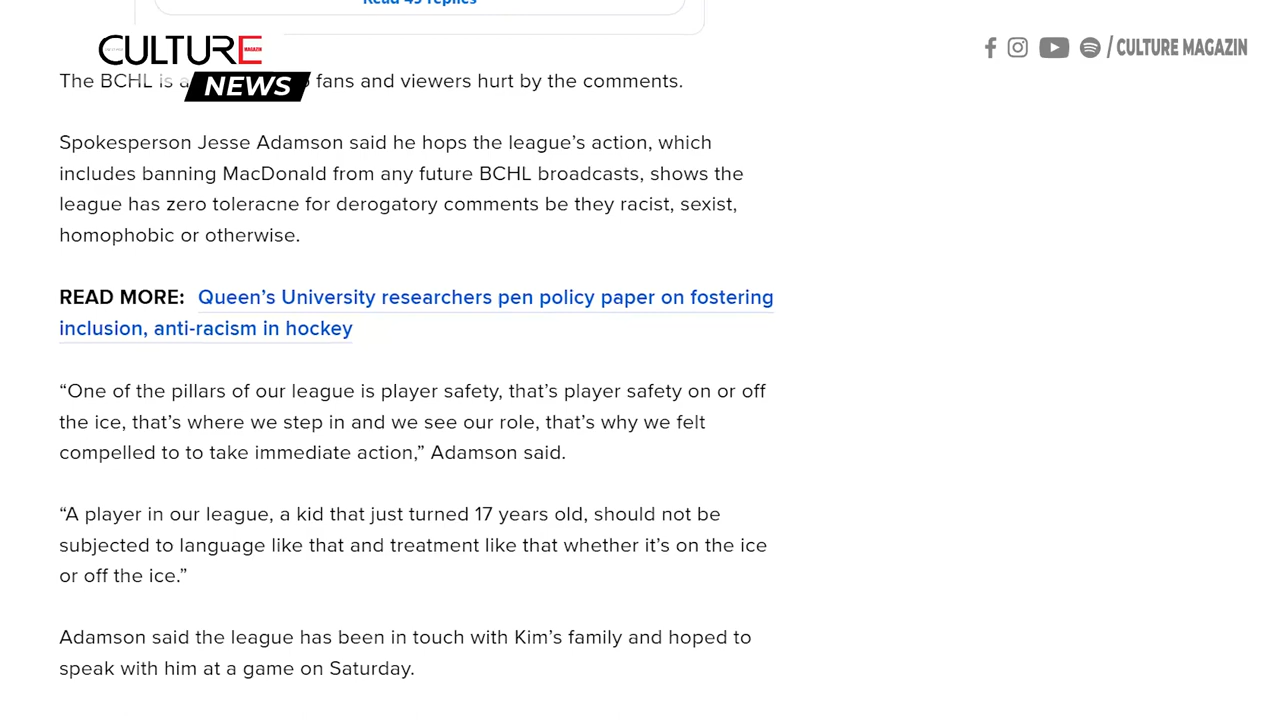 Read 49 replies
CULTURE
MAGAZIN
NEWS
/ CULTURE MAGAZIN
The BCHL is a fans and viewers hurt by the comments.
Spokesperson Jesse Adamson said he hops the league’s action, which
includes banning MacDonald from any future BCHL broadcasts, shows the
league has zero toleracne for derogatory comments be they racist, sexist,
homophobic or otherwise.
READ MORE: Queen’s University researchers pen policy paper on fostering
inclusion, anti-racism in hockey
“One of the pillars of our league is player safety, that’s player safety on or off
the ice, that’s where we step in and we see our role, that’s why we felt
compelled to to take immediate action,” Adamson said.
“A player in our league, a kid that just turned 17 years old, should not be
subjected to language like that and treatment like that whether it’s on the ice
or off the ice.”
Adamson said the league has been in touch with Kim’s family and hoped to
speak with him at a game on Saturday.